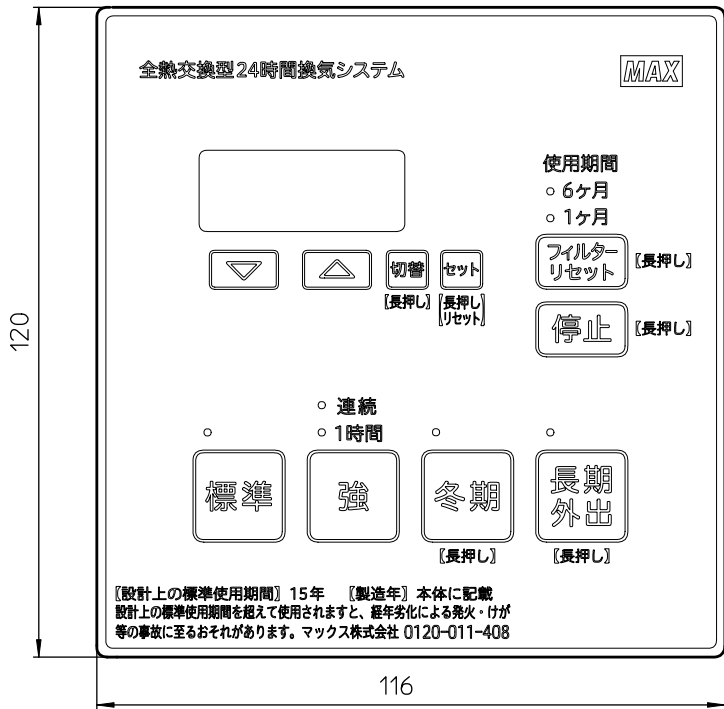 全熱交換型24時間換気システム
MAX
使用期間
6ヶ月
1ヶ月
▽
△
切替
セット
フィルター
リセット
〖長押し〗
〖長押し〗
〖長押し
リセット〗
停止
〖長押し〗
120
連続
1時間
標準
強
冬期
長期
外出
〖長押し〗
〖長押し〗
〖設計上の標準使用期間〗15年 〖製造年〗本体に記載
設計上の標準使用期間を超えて使用されますと、経年劣化による発火・けが
等の事故に至るおそれがあります。マックス株式会社 0120-011-408
116